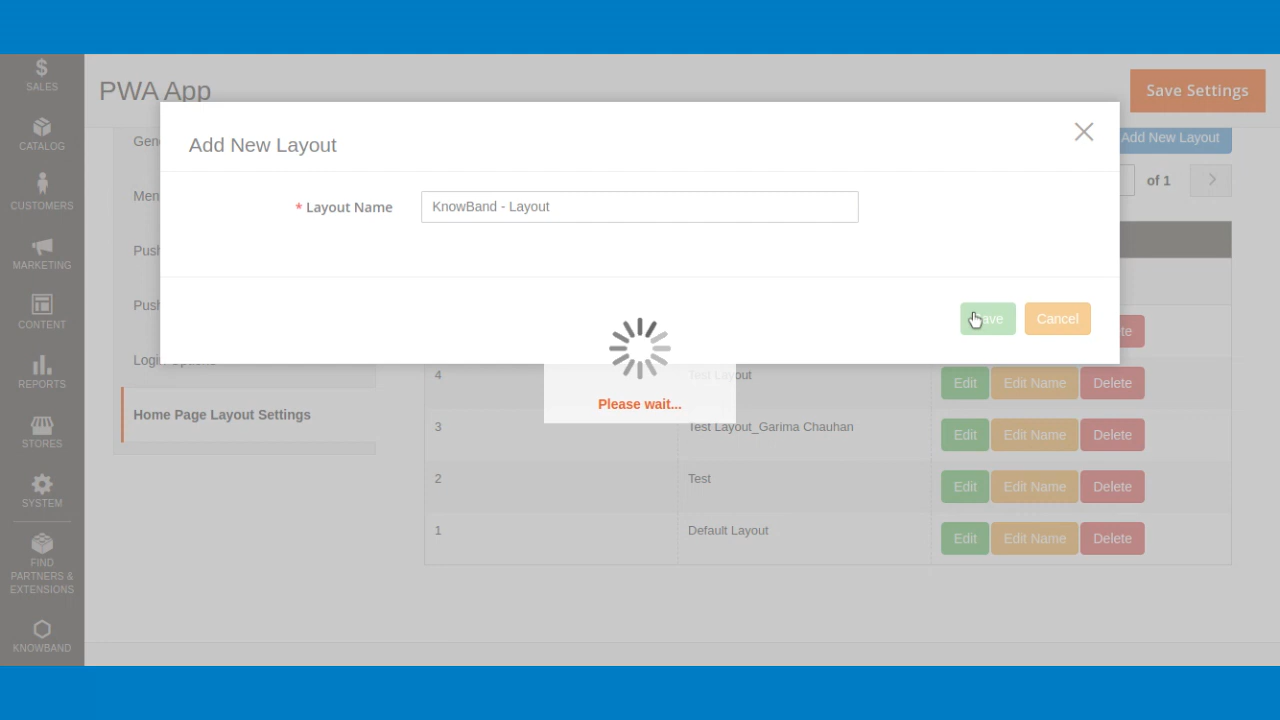 SALES
CATALOG
CUSTOMERS
MARKETING
CONTENT
REPORTS
STORES
SYSTEM
FIND
PARTNERS &
EXTENSIONS
KNOWBAND
PWA App
Save Settings
Add New Layout
of 1
Home Page Layout Settings
Add New Layout
* Layout Name
KnowBand - Layout
Cancel
Please wait...
4 Test Layout Edit Edit Name Delete
3 Test Layout_Garima Chauhan Edit Edit Name Delete
2 Test Edit Edit Name Delete
1 Default Layout Edit Edit Name Delete